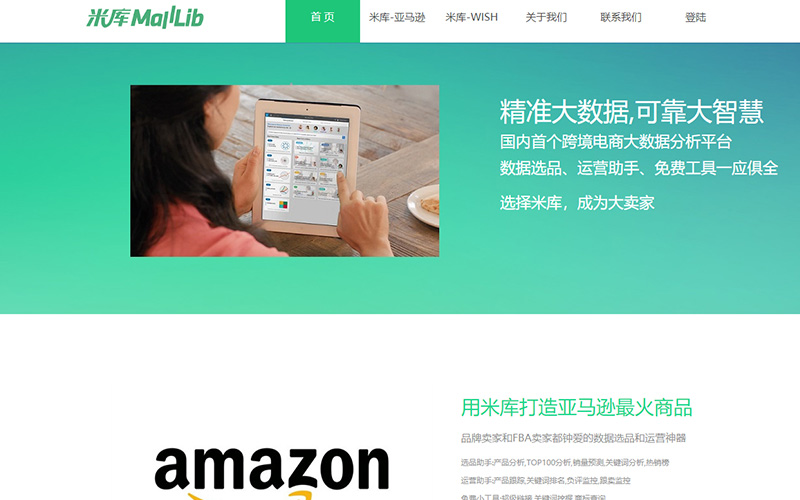 米库MallLib
首 页 米库-亚马逊 米库-WISH 关于我们 联系我们 登陆
精准大数据,可靠大智慧
国内首个跨境电商大数据分析平台
数据选品、运营助手、免费工具一应俱全
选择米库，成为大卖家
用米库打造亚马逊最火商品
品牌卖家和FBA卖家都钟爱的数据选品和运营神器
选品助手:产品分析,TOP100分析,销量预测,关键词分析,热销榜
运营助手:产品跟踪,关键词排名,负评监控,跟卖监控
amazon